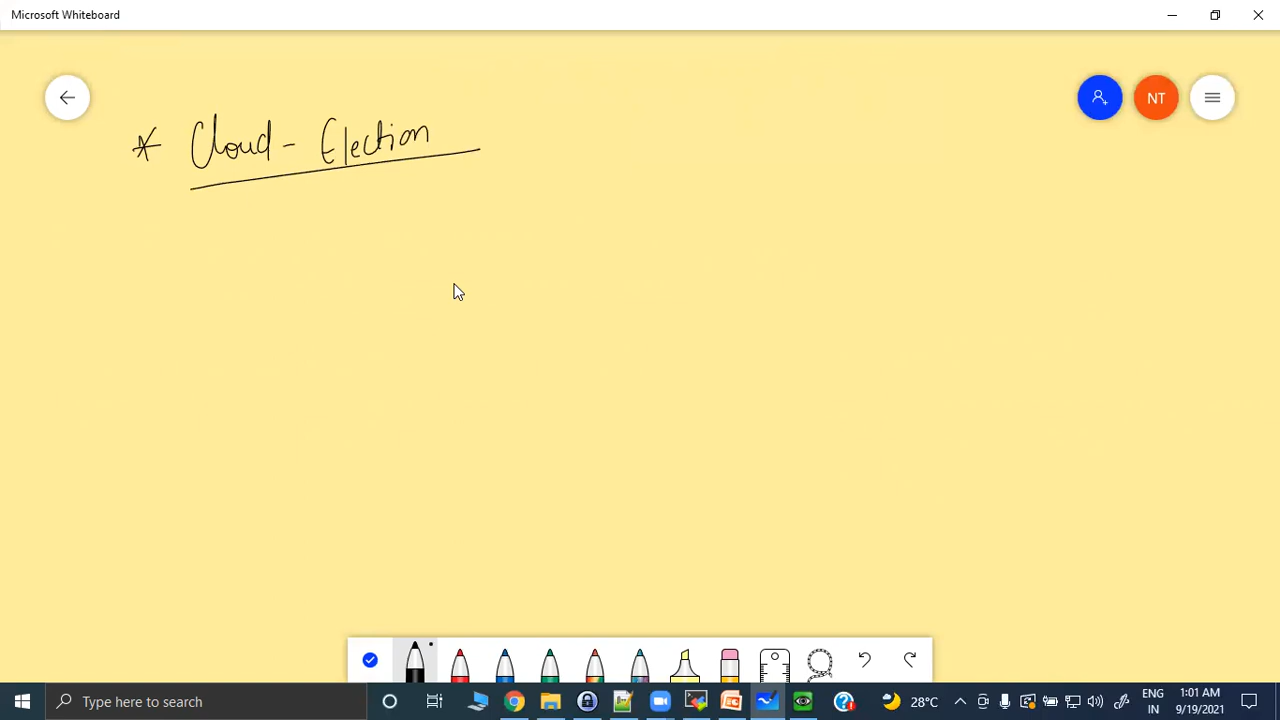 Microsoft Whiteboard
NT
* Cloud - Election
Type here to search
28°C
ENG
IN
1:01 AM
9/19/2021